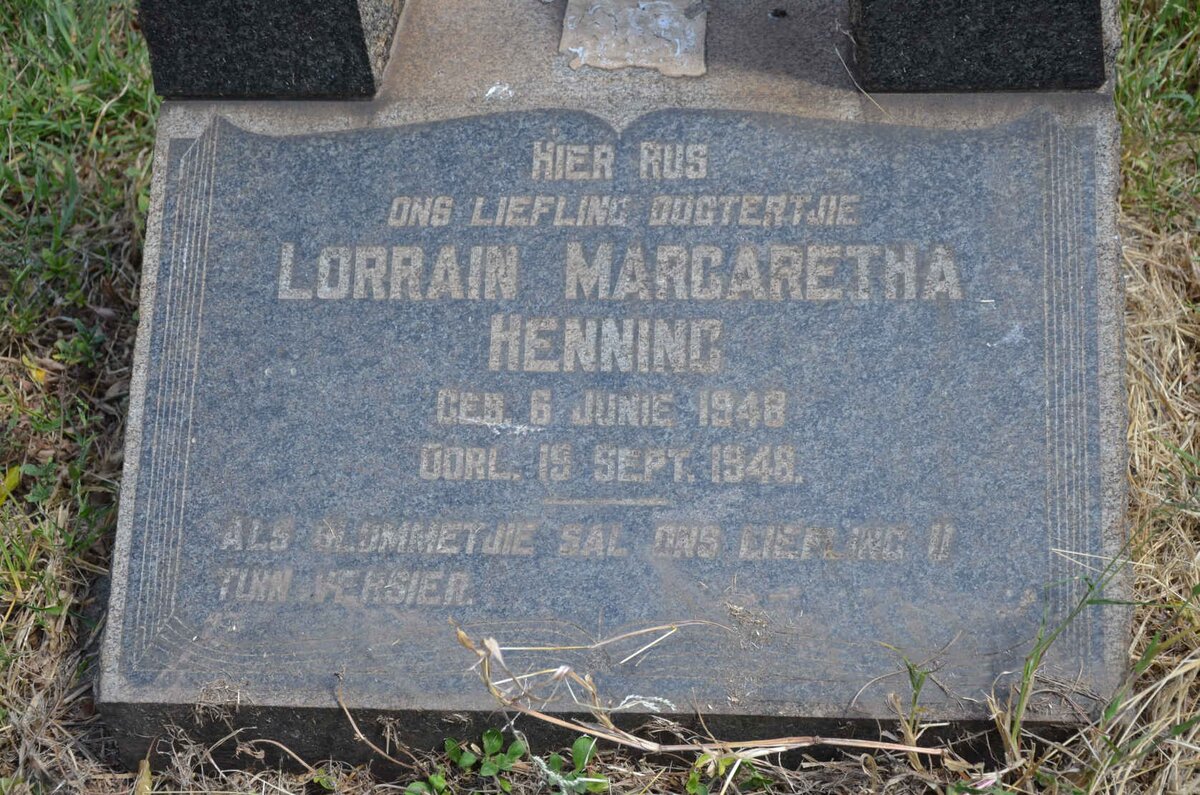 HIER RUS
ONS LIEFLING DOGTERTJIE
LORRAIN MARGARETHA
HENNING
GEB. 6 JUNIE 1948
OORL. 19 SEPT. 1948.
ALS BLOMMETJIE SAL ONS LIEFLING U
TUIN VERSIER.